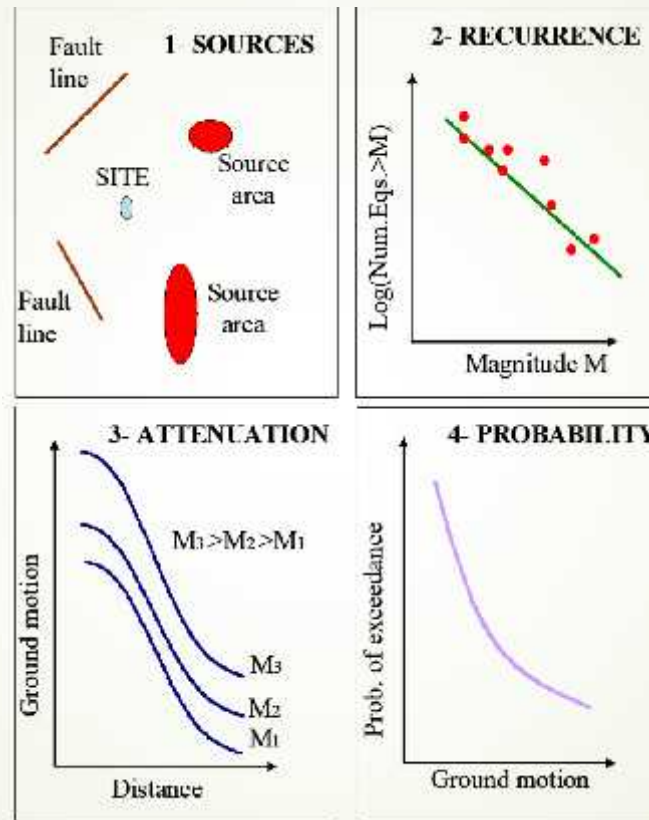 1- SOURCES
Fault
line
SITE
Source
area
Fault
line
Source
area
2- RECURRENCE
Log(Num.Eqs.>M)
Magnitude M
3- ATTENUATION
M3>M2>M1
M3
M2
M1
Ground motion
Distance
4- PROBABILITY
Prob. of exceedance
Ground motion